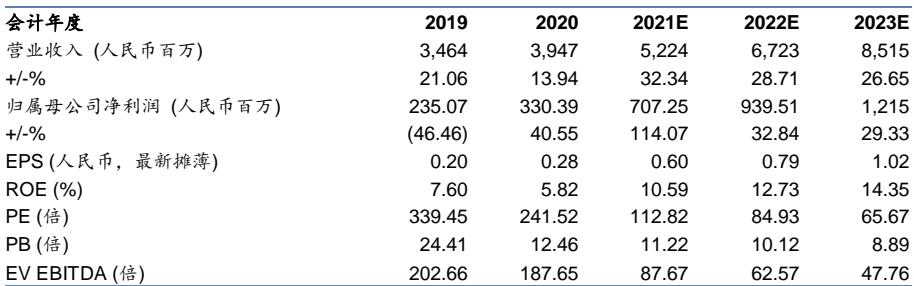 会计年度 2019 2020 2021E 2022E 2023E
营业收入 (人民币百万) 3,464 3,947 5,224 6,723 8,515
+/-% 21.06 13.94 32.34 28.71 26.65
归属母公司净利润 (人民币百万) 235.07 330.39 707.25 939.51 1,215
+/-% (46.46) 40.55 114.07 32.84 29.33
EPS (人民币，最新摊薄) 0.20 0.28 0.60 0.79 1.02
ROE (%) 7.60 5.82 10.59 12.73 14.35
PE (倍) 339.45 241.52 112.82 84.93 65.67
PB (倍) 24.41 12.46 11.22 10.12 8.89
EV EBITDA (倍) 202.66 187.65 87.67 62.57 47.76